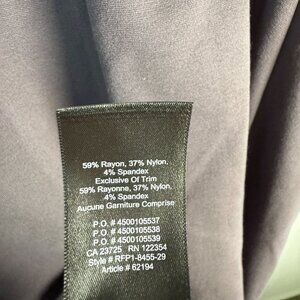 59% Rayon, 37% Nylon,
4% Spandex
Exclusive Of Trim
59% Rayonne, 37% Nylon,
4% Spandex
Aucune Garniture Comprise
P.O. # 4500105537
P.O. # 4500105538
P.O. # 4500105539
CA 23725 RN 122354
Style # RFP1-8455-29
Article # 62194